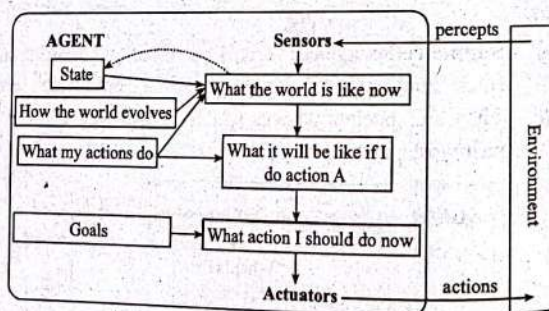 AGENT
Sensors
percepts
State
What the world is like now
How the world evolves
What my actions do
What it will be like if I
do action A
Environment
Goals
What action I should do now
Actuators
actions